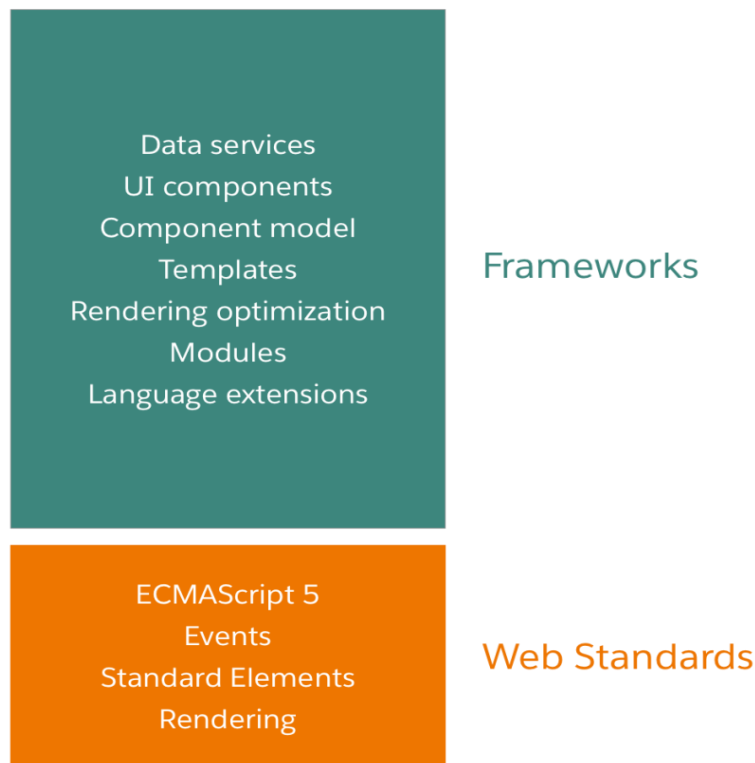 Data services
UI components
Component model
Templates
Rendering optimization
Modules
Language extensions
Frameworks
ECMAScript 5
Events
Standard Elements
Rendering
Web Standards